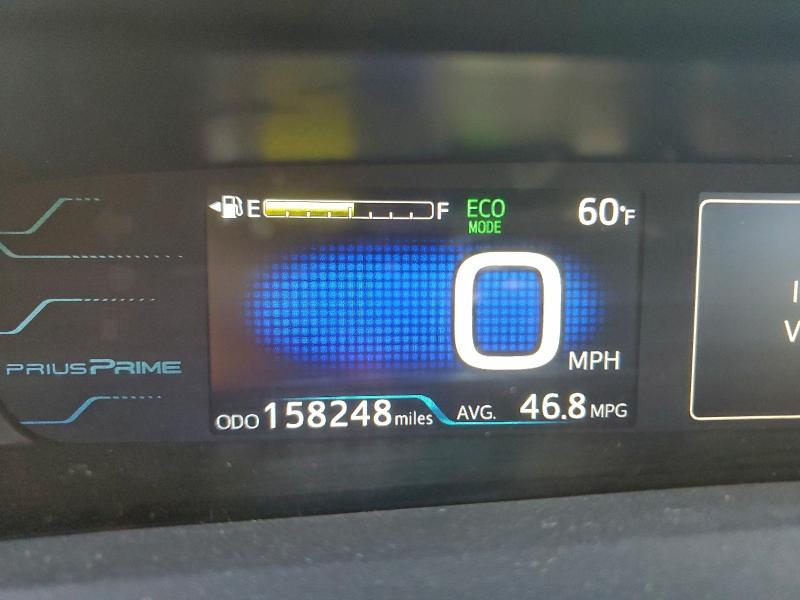 E F ECO MODE 60°F
0 MPH
PRIUS PRIME
ODO 158248 miles AVG. 46.8 MPG